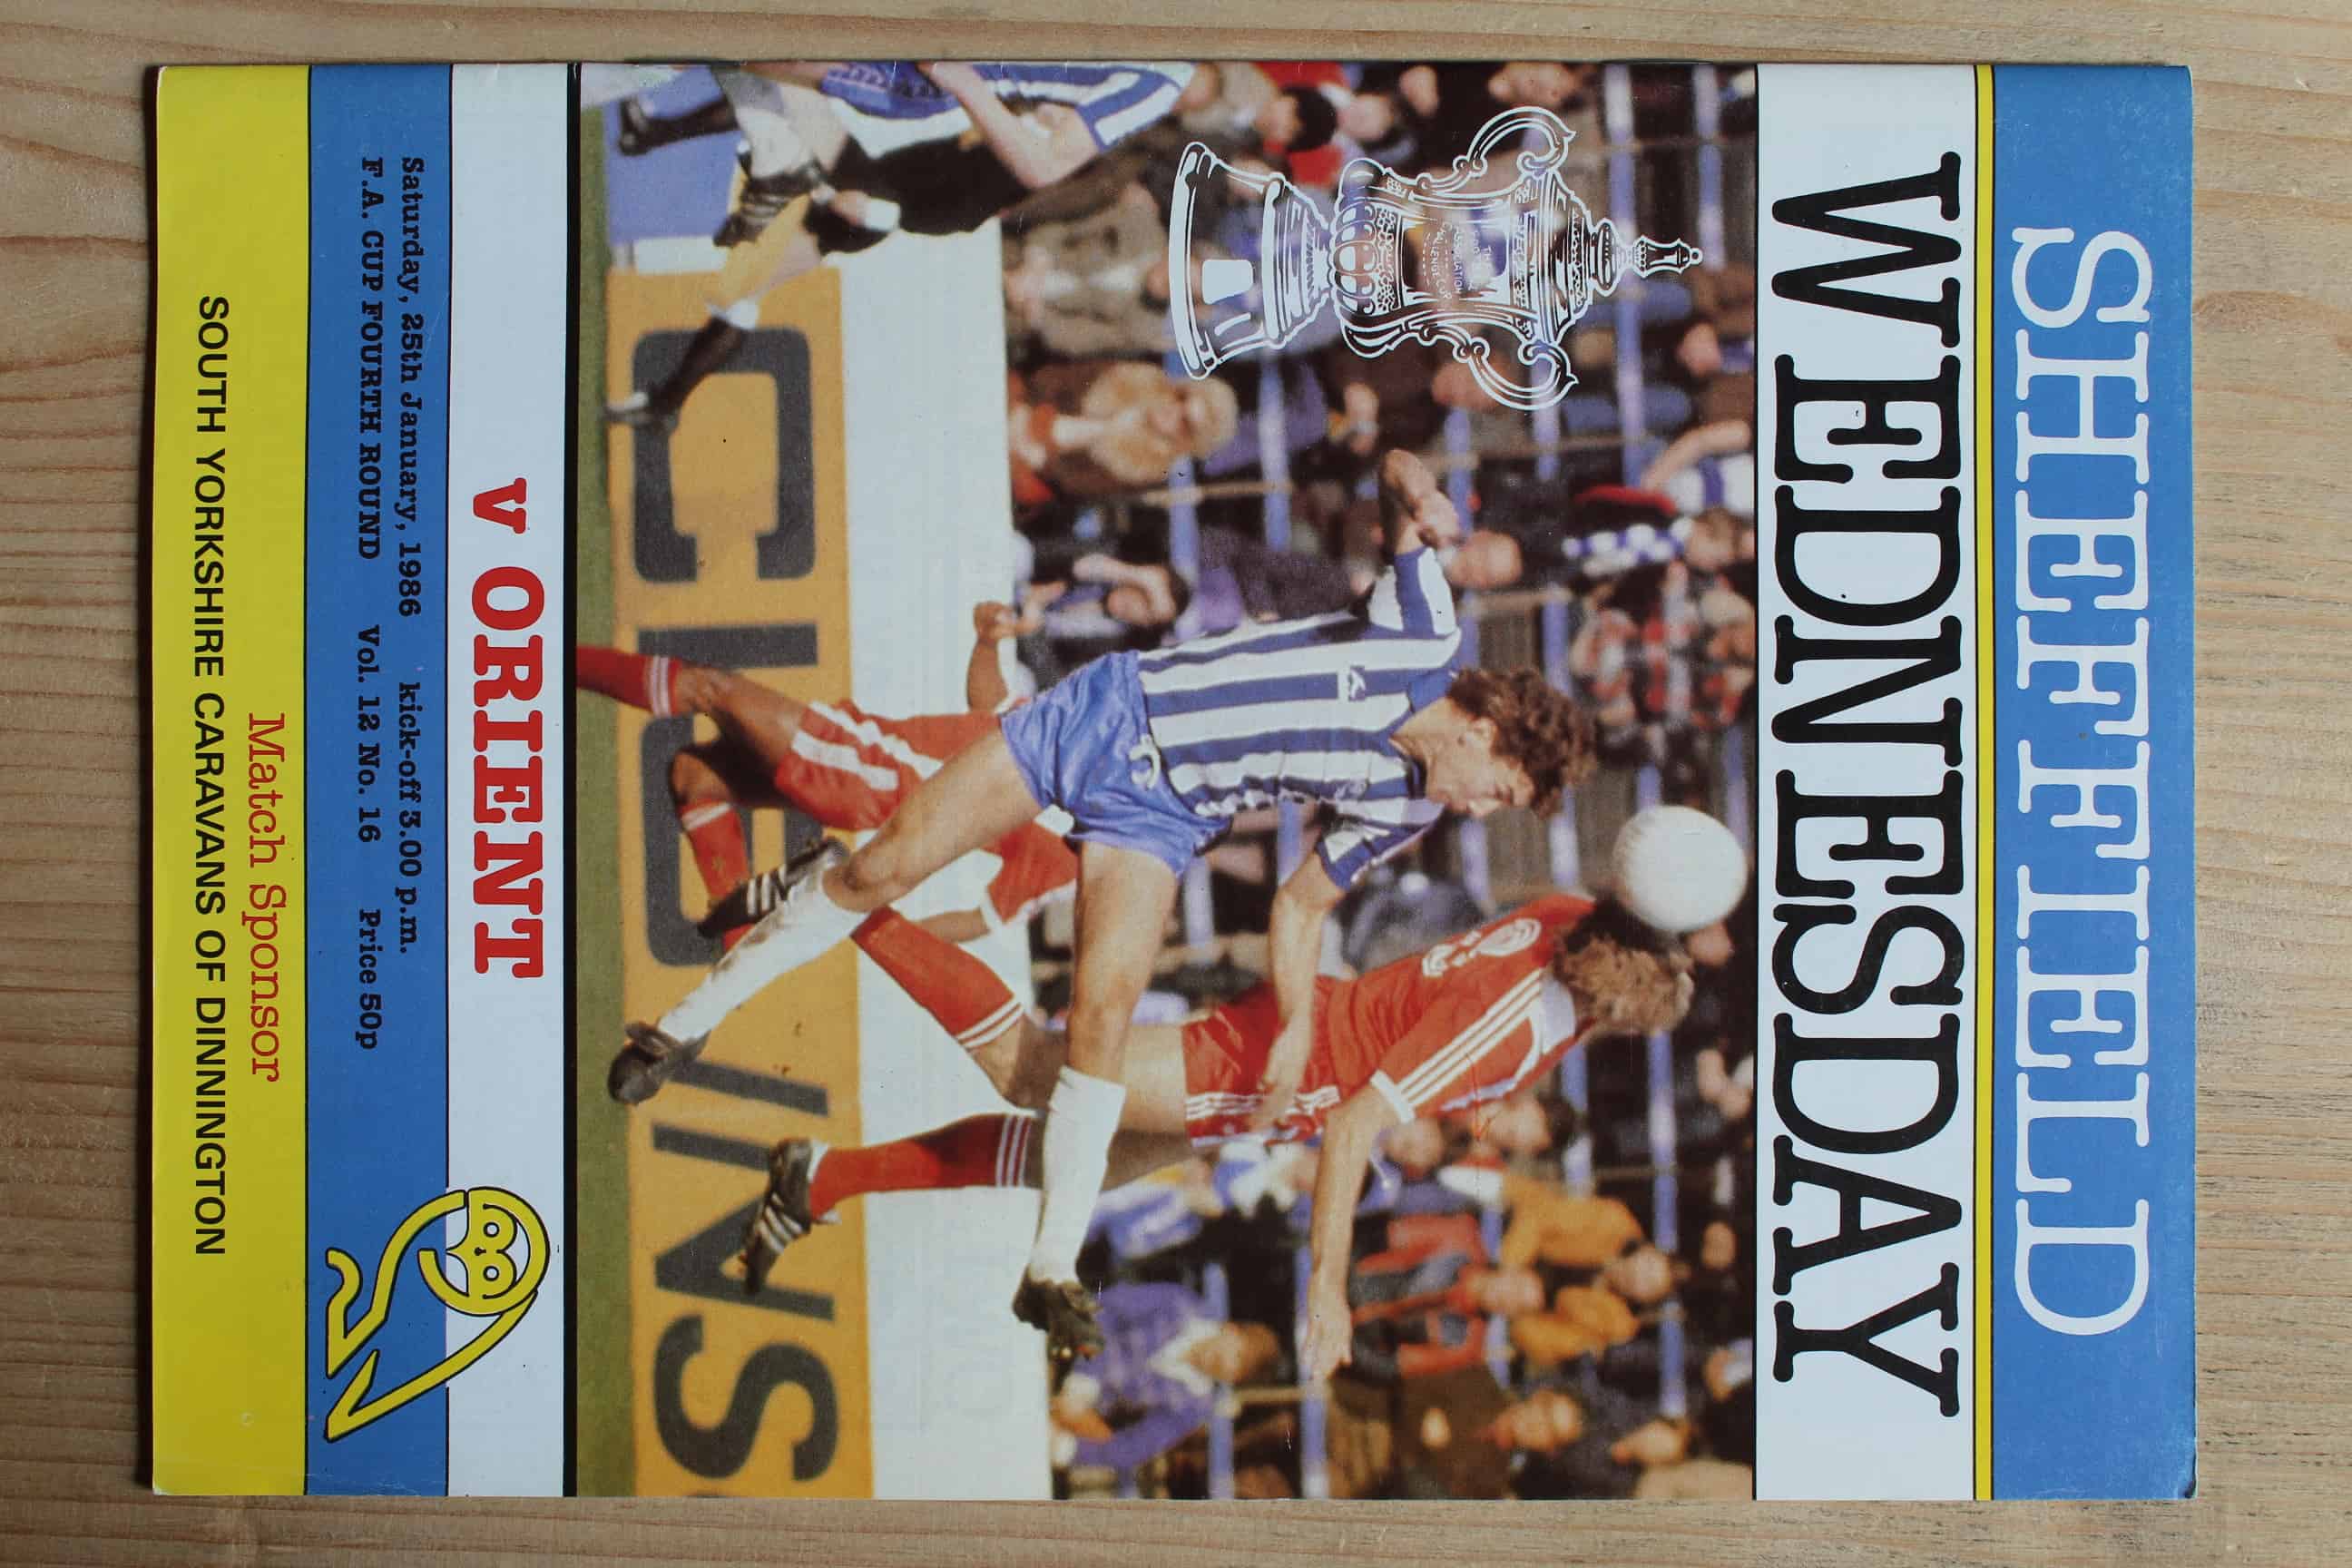 SHEFFIELD
WEDNESDAY
v ORIENT
Saturday, 25th January, 1986 kick-off 3.00 p.m.
F.A. CUP FOURTH ROUND Vol. 12 No. 16 Price 50p
Match Sponsor
SOUTH YORKSHIRE CARAVANS OF DINNINGTON